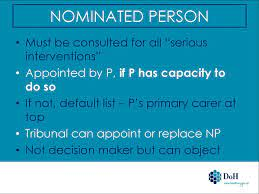 NOMINATED PERSON
• Must be consulted for all "serious
interventions"
• Appointed by P, if P has capacity to
do so
• If not, default list – P's primary carer at
top
• Tribunal can appoint or replace NP
• Not decision maker but can object
DoH